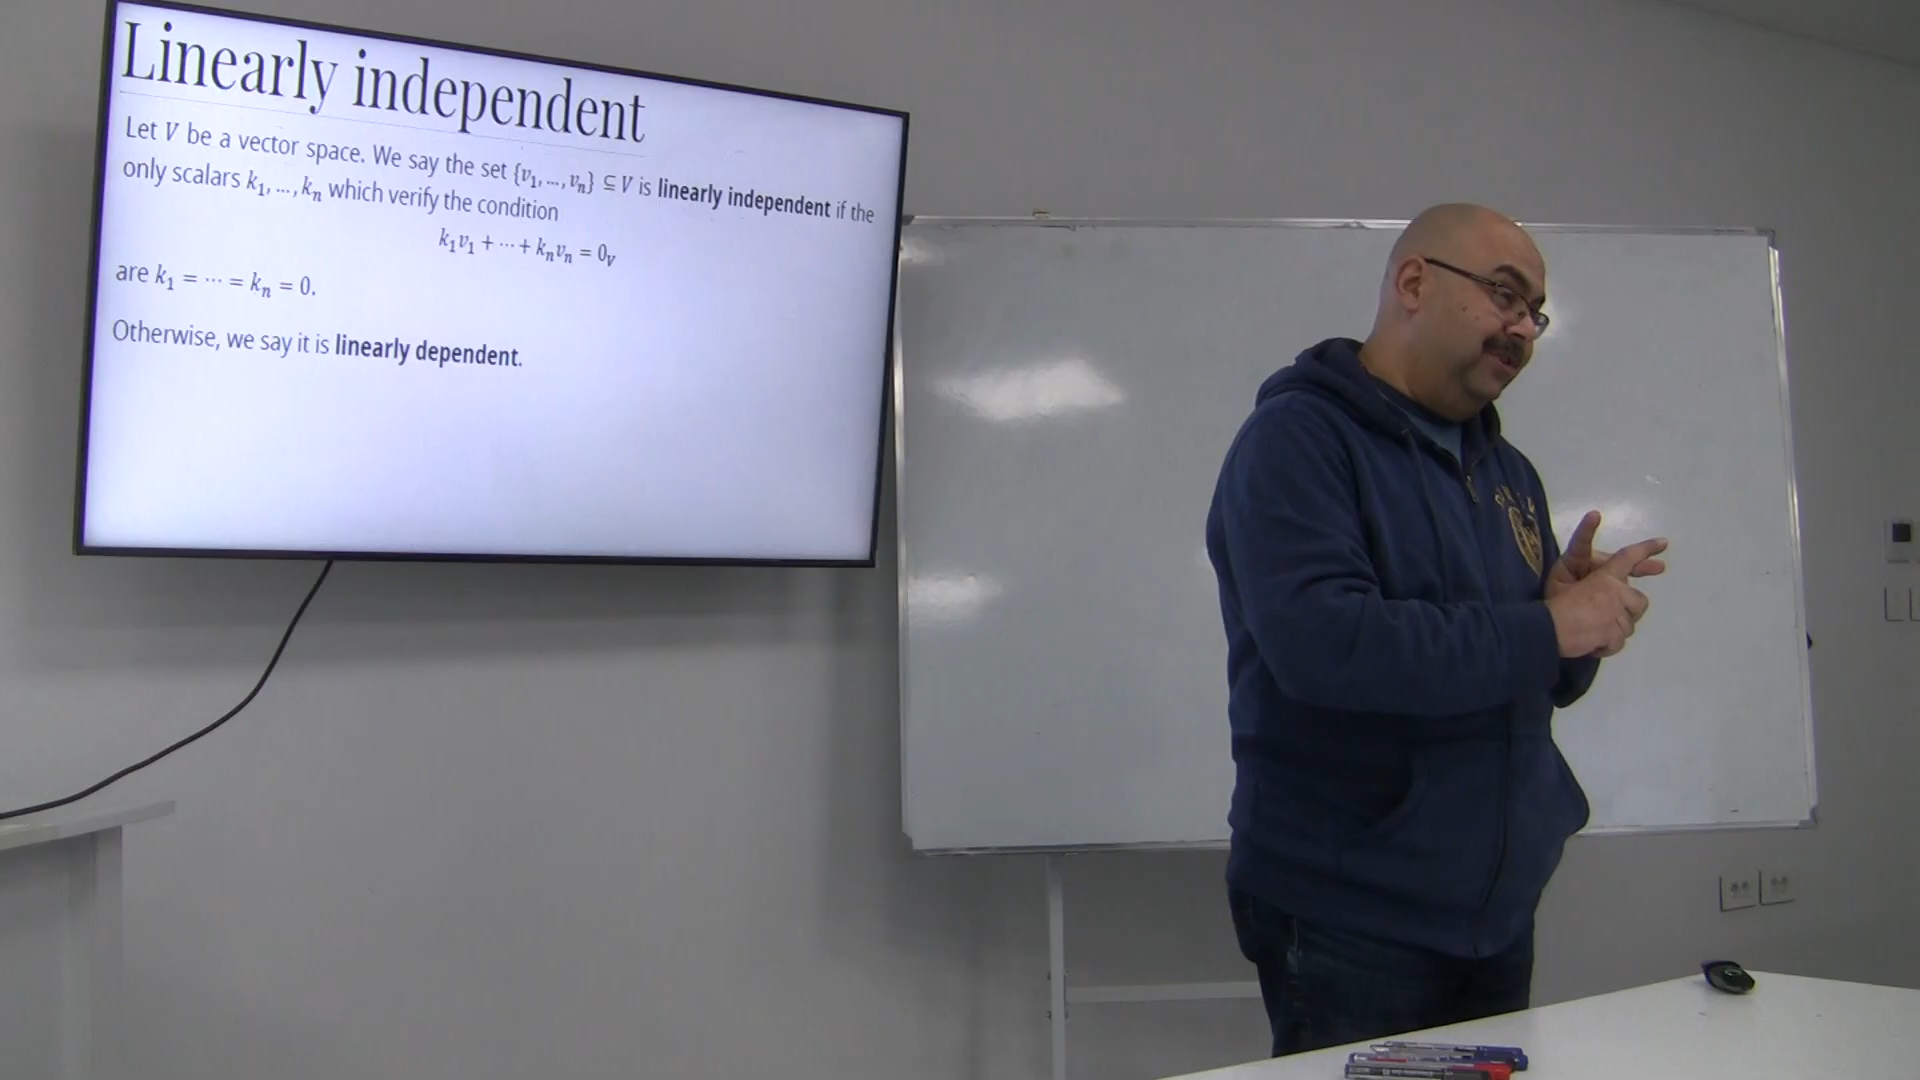 Linearly independent
Let V be a vector space. We say the set {v₁, …, vₙ} ⊆ V is linearly independent if the
only scalars k₁, …, kₙ which verify the condition
k₁v₁ + ⋯ + kₙvₙ = 0ᵥ
are k₁ = ⋯ = kₙ = 0.
Otherwise, we say it is linearly dependent.